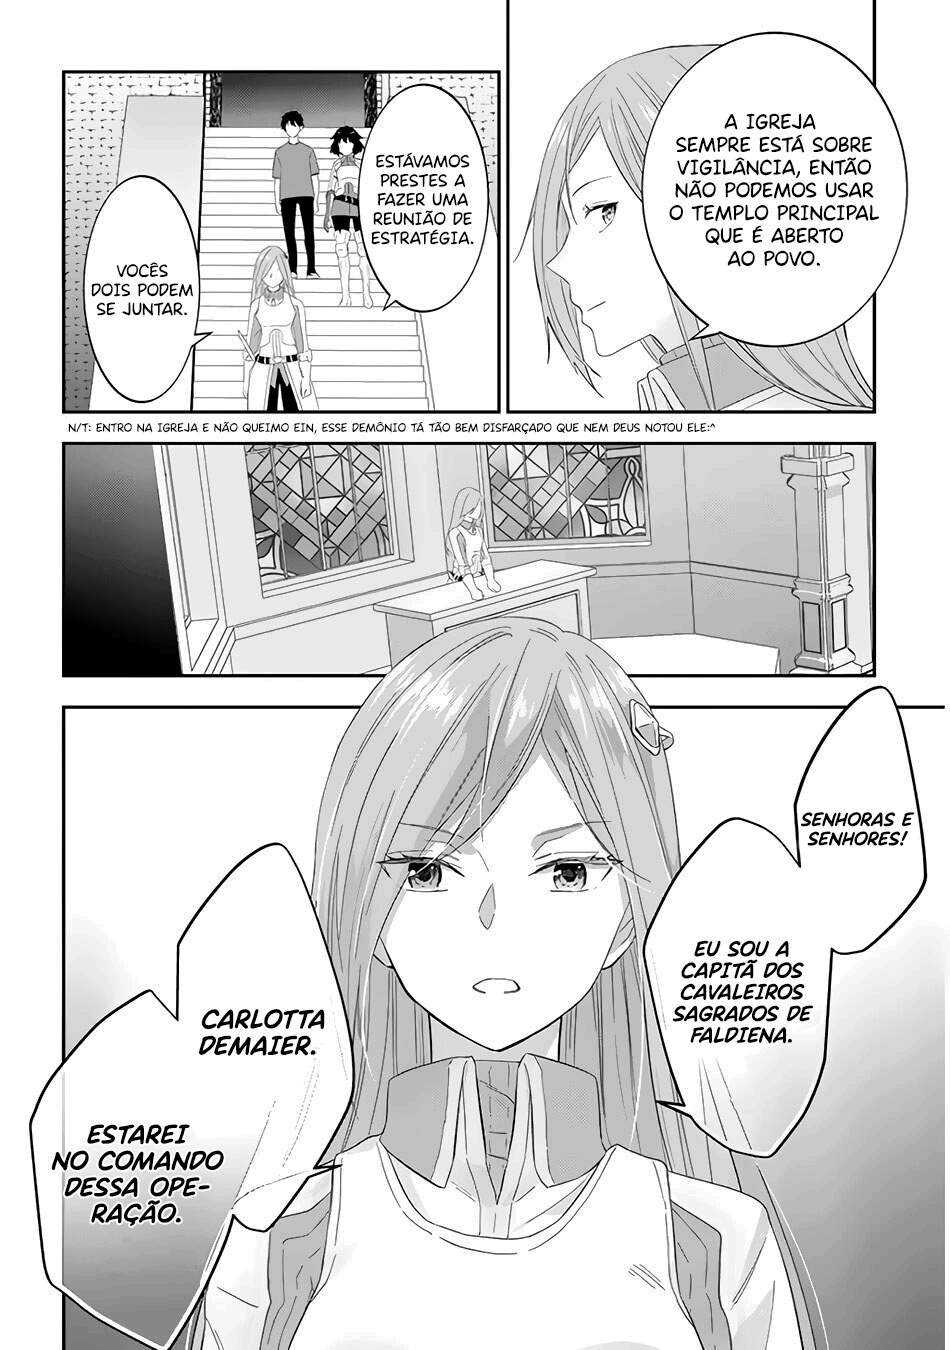 A IGREJA
SEMPRE ESTÁ SOBRE
VIGILÂNCIA, ENTÃO
NÃO PODEMOS USAR
O TEMPLO PRINCIPAL
QUE É ABERTO
AO POVO.
ESTÁVAMOS
PRESTES A
FAZER UMA
REUNIÃO DE
ESTRATÉGIA.
VOCÊS
DOIS PODEM
SE JUNTAR.
N/T: ENTRO NA IGREJA E NÃO QUEIMO EIN, ESSE DEMÔNIO TÁ TÃO BEM DISFARÇADO QUE NEM DEUS NOTOU ELE:^
SENHORAS E
SENHORES!
EU SOU A
CAPITÃ DOS
CAVALEIROS
SAGRADOS DE
FALDIENA.
CARLOTTA
DEMAIER.
ESTAREI
NO COMANDO
DESSA OPE-
RAÇÃO.